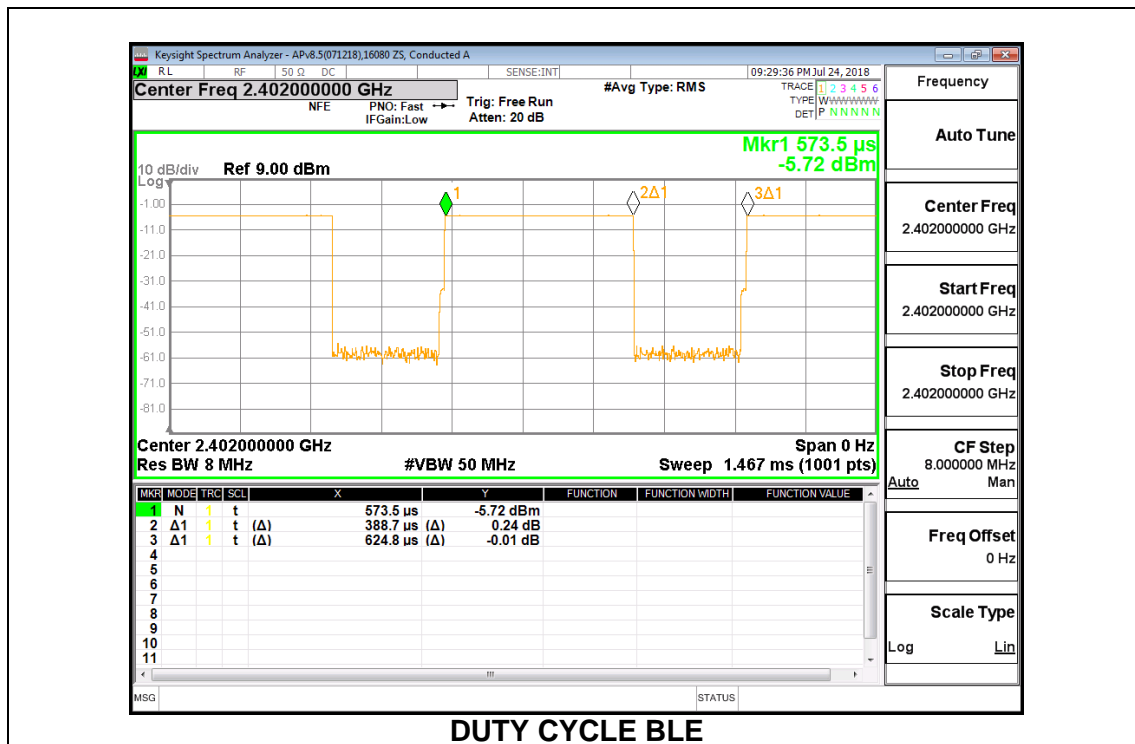 Keysight Spectrum Analyzer - APv8.5(071218),16080 ZS, Conducted A
LXI RL RF 50 Ω DC SENSE:INT 09:29:36 PM Jul 24, 2018
Center Freq 2.402000000 GHz
NFE
PNO: Fast
IFGain:Low
Trig: Free Run
Atten: 20 dB
#Avg Type: RMS
TRACE 1 2 3 4 5 6
TYPE WWWWWWW
DET P N N N N N
Mkr1 573.5 µs
-5.72 dBm
10 dB/div Ref 9.00 dBm
Log
1
2Δ1
3Δ1
-1.00
-11.0
-21.0
-31.0
-41.0
-51.0
-61.0
-71.0
-81.0
Center 2.402000000 GHz Span 0 Hz
Res BW 8 MHz #VBW 50 MHz Sweep 1.467 ms (1001 pts)
MKR MODE TRC SCL X Y FUNCTION FUNCTION WIDTH FUNCTION VALUE
1 N 1 t 573.5 µs -5.72 dBm
2 Δ1 1 t (Δ) 388.7 µs (Δ) 0.24 dB
3 Δ1 1 t (Δ) 624.8 µs (Δ) -0.01 dB
4
5
6
7
8
9
10
11
MSG STATUS
Frequency
Auto Tune
Center Freq
2.402000000 GHz
Start Freq
2.402000000 GHz
Stop Freq
2.402000000 GHz
CF Step
8.000000 MHz
Auto Man
Freq Offset
0 Hz
Scale Type
Log Lin
DUTY CYCLE BLE